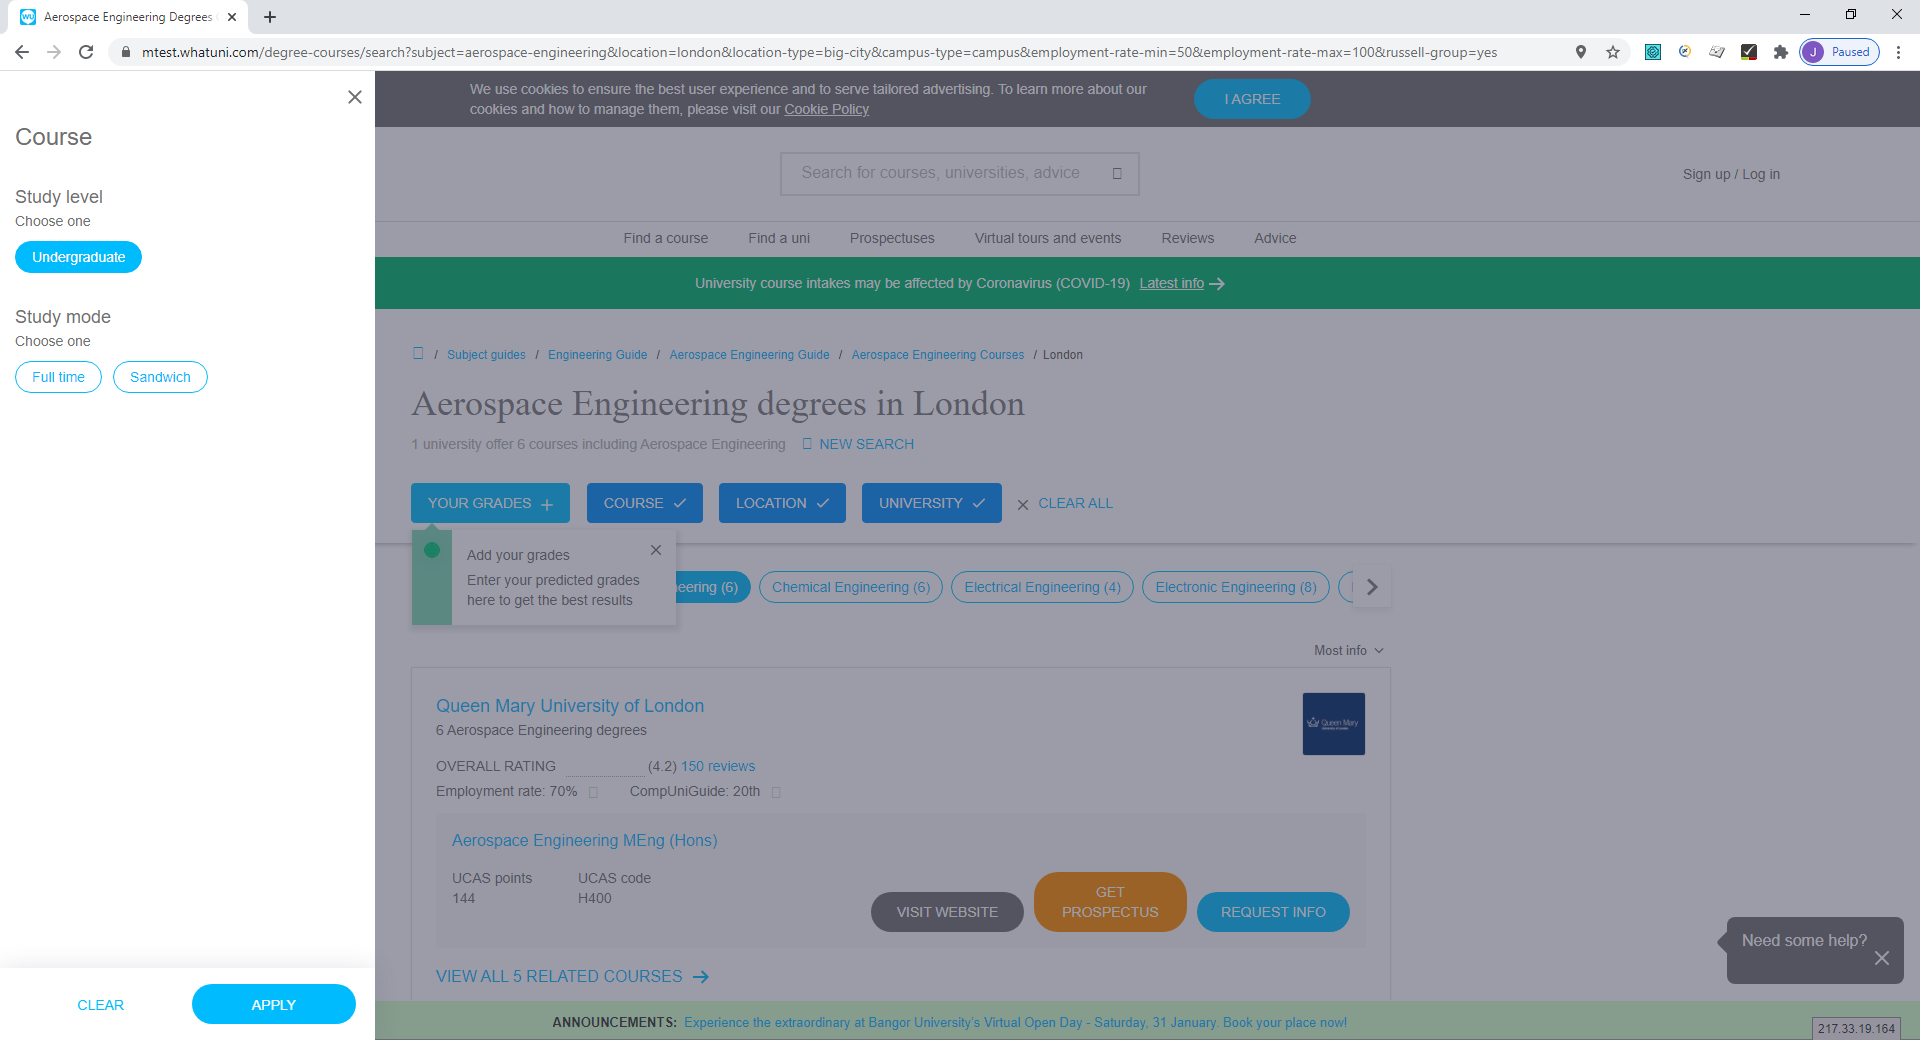 Aerospace Engineering Degrees
mtest.whatuni.com/degree-courses/search?subject=aerospace-engineering&location=london&location-type=big-city&campus-type=campus&employment-rate-min=50&employment-rate-max=100&russell-group=yes
J Paused
Course
Study level
Choose one
Undergraduate
Study mode
Choose one
Full time Sandwich
CLEAR APPLY
We use cookies to ensure the best user experience and to serve tailored advertising. To learn more about our
cookies and how to manage them, please visit our Cookie Policy
I AGREE
Search for courses, universities, advice
Sign up / Log in
Find a course Find a uni Prospectuses Virtual tours and events Reviews Advice
University course intakes may be affected by Coronavirus (COVID-19) Latest info
/ Subject guides / Engineering Guide / Aerospace Engineering Guide / Aerospace Engineering Courses / London
Aerospace Engineering degrees in London
1 university offer 6 courses including Aerospace Engineering NEW SEARCH
YOUR GRADES COURSE LOCATION UNIVERSITY CLEAR ALL
Add your grades
Enter your predicted grades
here to get the best results
eering (6) Chemical Engineering (6) Electrical Engineering (4) Electronic Engineering (8)
Most info
Queen Mary University of London
6 Aerospace Engineering degrees
Queen Mary
OVERALL RATING (4.2) 150 reviews
Employment rate: 70% CompUniGuide: 20th
Aerospace Engineering MEng (Hons)
UCAS points UCAS code
144 H400
VISIT WEBSITE
GET
PROSPECTUS
REQUEST INFO
VIEW ALL 5 RELATED COURSES
Need some help?
ANNOUNCEMENTS: Experience the extraordinary at Bangor University's Virtual Open Day - Saturday, 31 January. Book your place now!
217.33.19.164